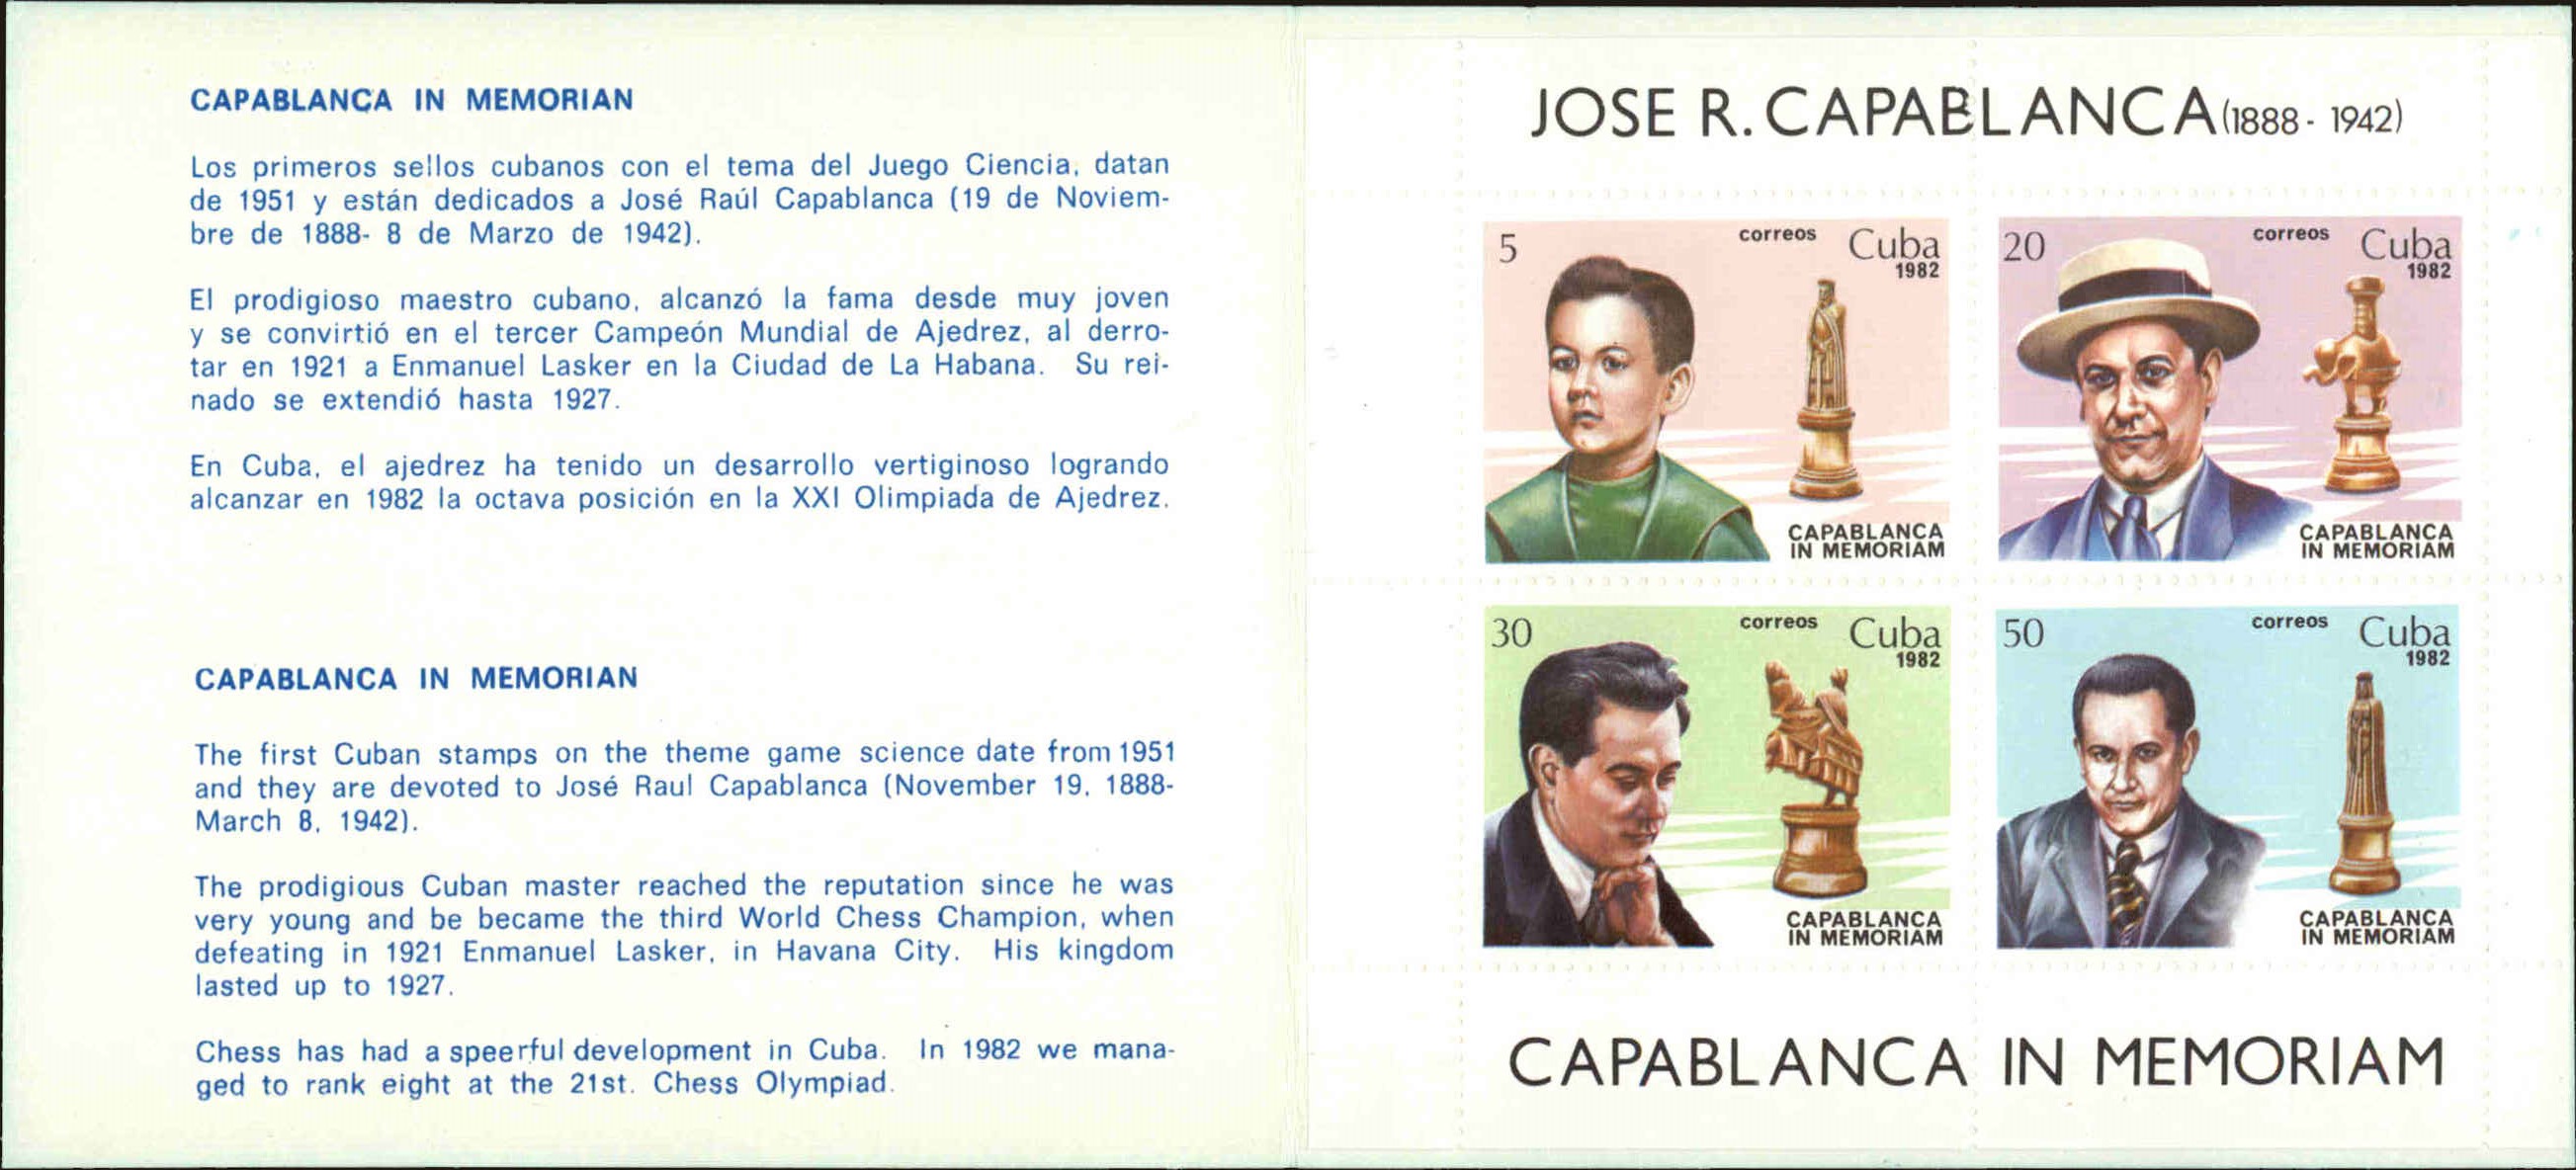 CAPABLANCA IN MEMORIAN
Los primeros sellos cubanos con el tema del Juego Ciencia, datan
de 1951 y están dedicados a José Raúl Capablanca (19 de Noviem-
bre de 1888- 8 de Marzo de 1942).
El prodigioso maestro cubano, alcanzó la fama desde muy joven
y se convirtió en el tercer Campeón Mundial de Ajedrez, al derro-
tar en 1921 a Enmanuel Lasker en la Ciudad de La Habana. Su rei-
nado se extendió hasta 1927.
En Cuba, el ajedrez ha tenido un desarrollo vertiginoso logrando
alcanzar en 1982 la octava posición en la XXI Olimpiada de Ajedrez.
CAPABLANCA IN MEMORIAN
The first Cuban stamps on the theme game science date from 1951
and they are devoted to José Raul Capablanca (November 19, 1888-
March 8, 1942).
The prodigious Cuban master reached the reputation since he was
very young and be became the third World Chess Champion, when
defeating in 1921 Enmanuel Lasker, in Havana City. His kingdom
lasted up to 1927.
Chess has had a speerful development in Cuba. In 1982 we mana-
ged to rank eight at the 21st. Chess Olympiad.
JOSE R. CAPABLANCA (1888 - 1942)
5 correos Cuba
1982
CAPABLANCA
IN MEMORIAM
20 correos Cuba
1982
CAPABLANCA
IN MEMORIAM
30 correos Cuba
1982
CAPABLANCA
IN MEMORIAM
50 correos Cuba
1982
CAPABLANCA
IN MEMORIAM
CAPABLANCA IN MEMORIAM